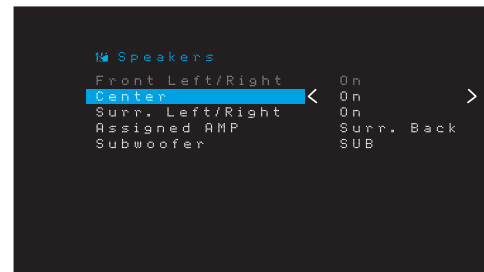 Speakers
Front Left/Right On
Center < On >
Surr. Left/Right On
Assigned AMP Surr. Back
Subwoofer SUB